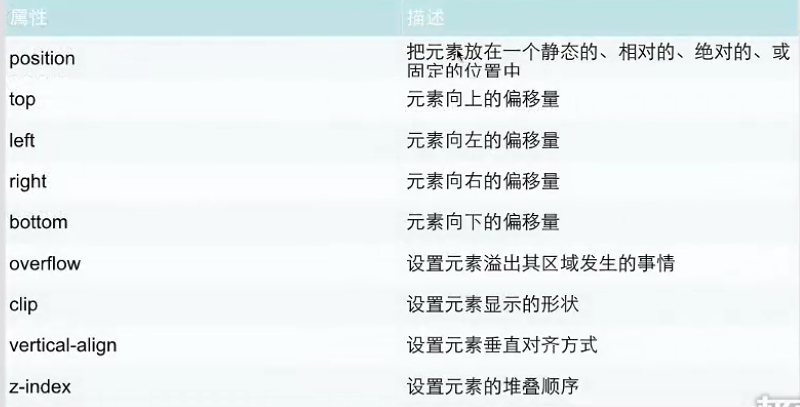 属性 描述
position 把元素放在一个静态的、相对的、绝对的、或
固定的位置中
top 元素向上的偏移量
left 元素向左的偏移量
right 元素向右的偏移量
bottom 元素向下的偏移量
overflow 设置元素溢出其区域发生的事情
clip 设置元素显示的形状
vertical-align 设置元素垂直对齐方式
z-index 设置元素的堆叠顺序